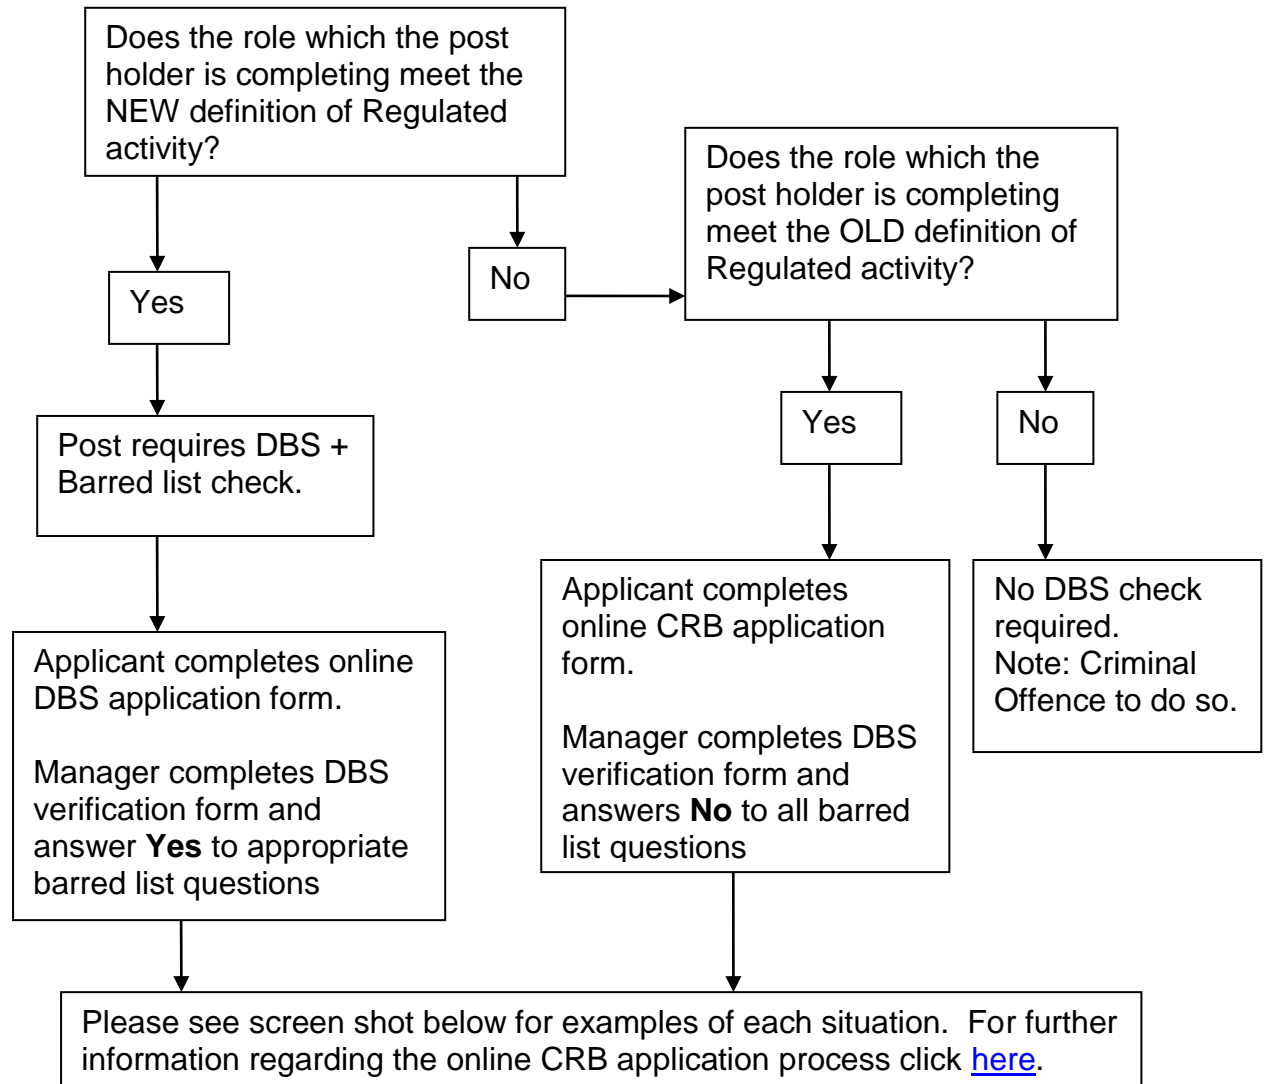 Does the role which the post
holder is completing meet the
NEW definition of Regulated
activity?
Does the role which the
post holder is completing
meet the OLD definition of
Regulated activity?
Yes
No
Yes
No
Post requires DBS +
Barred list check.
Applicant completes online
DBS application form.
Manager completes DBS
verification form and
answer Yes to appropriate
barred list questions
Applicant completes
online CRB application
form.
Manager completes DBS
verification form and
answers No to all barred
list questions
No DBS check
required.
Note: Criminal
Offence to do so.
Please see screen shot below for examples of each situation.  For further
information regarding the online CRB application process click here.